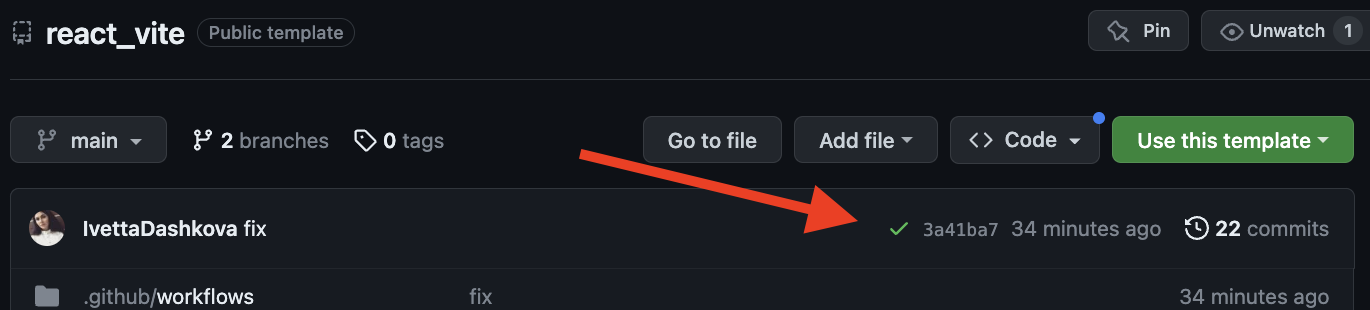 react_vite Public template Pin Unwatch 1
main 2 branches 0 tags Go to file Add file <> Code Use this template
IvettaDashkova fix 3a41ba7 34 minutes ago 22 commits
.github/workflows fix 34 minutes ago